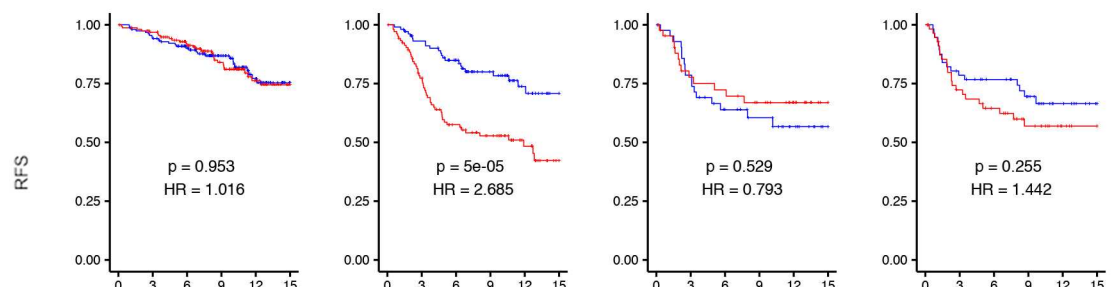 1.00 1.00 1.00 1.00
0.75 0.75 0.75 0.75
0.50 0.50 0.50 0.50
p = 0.953 p = 5e-05 p = 0.529 p = 0.255
RFS
HR = 1.016 HR = 2.685 HR = 0.793 HR = 1.442
0.25 0.25 0.25 0.25
0.00 0.00 0.00 0.00
0 3 6 9 12 15 0 3 6 9 12 15 0 3 6 9 12 15 0 3 6 9 12 15